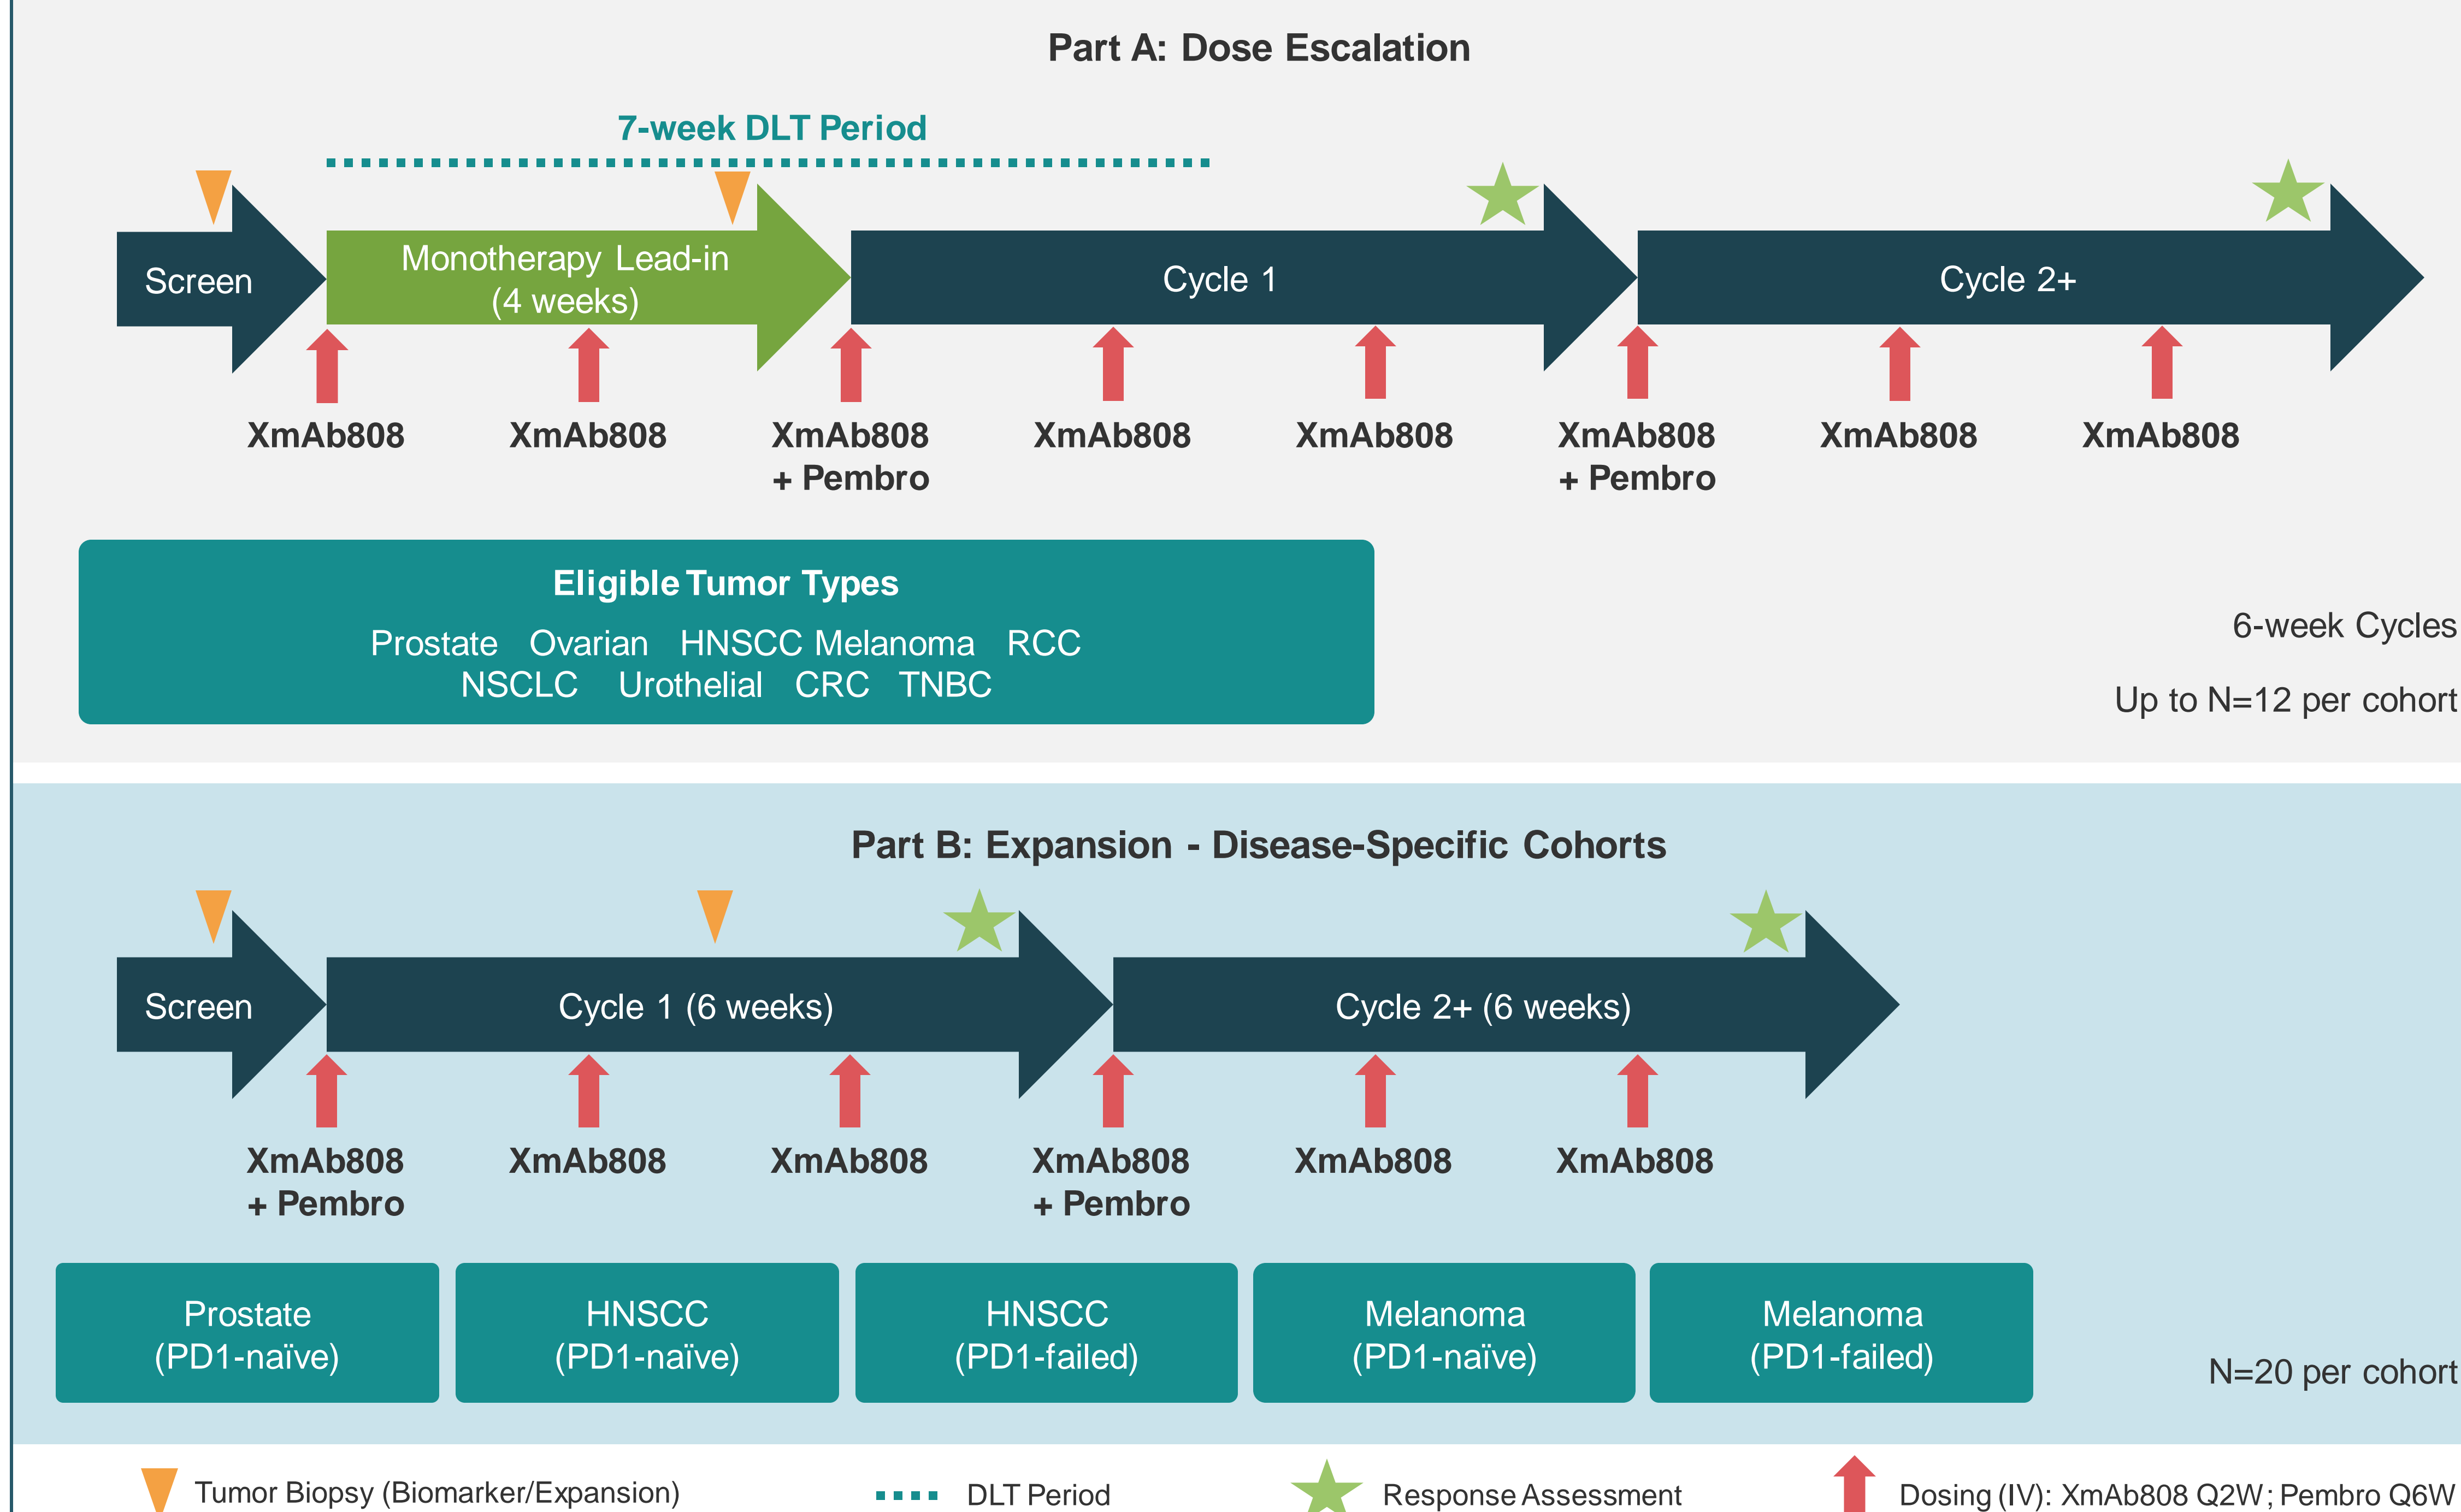 Part A: Dose Escalation
7-week DLT Period
Screen
Monotherapy Lead-in
(4 weeks)
Cycle 1
Cycle 2+
XmAb808
XmAb808
XmAb808
+ Pembro
XmAb808
XmAb808
XmAb808
+ Pembro
XmAb808
XmAb808
Eligible Tumor Types
Prostate Ovarian HNSCC Melanoma RCC
NSCLC Urothelial CRC TNBC
6-week Cycles
Up to N=12 per cohort
Part B: Expansion - Disease-Specific Cohorts
Screen
Cycle 1 (6 weeks)
Cycle 2+ (6 weeks)
XmAb808
+ Pembro
XmAb808
XmAb808
XmAb808
+ Pembro
XmAb808
XmAb808
Prostate
(PD1-naïve)
HNSCC
(PD1-naïve)
HNSCC
(PD1-failed)
Melanoma
(PD1-naïve)
Melanoma
(PD1-failed)
N=20 per cohort
Tumor Biopsy (Biomarker/Expansion)
DLT Period
Response Assessment
Dosing (IV): XmAb808 Q2W; Pembro Q6W